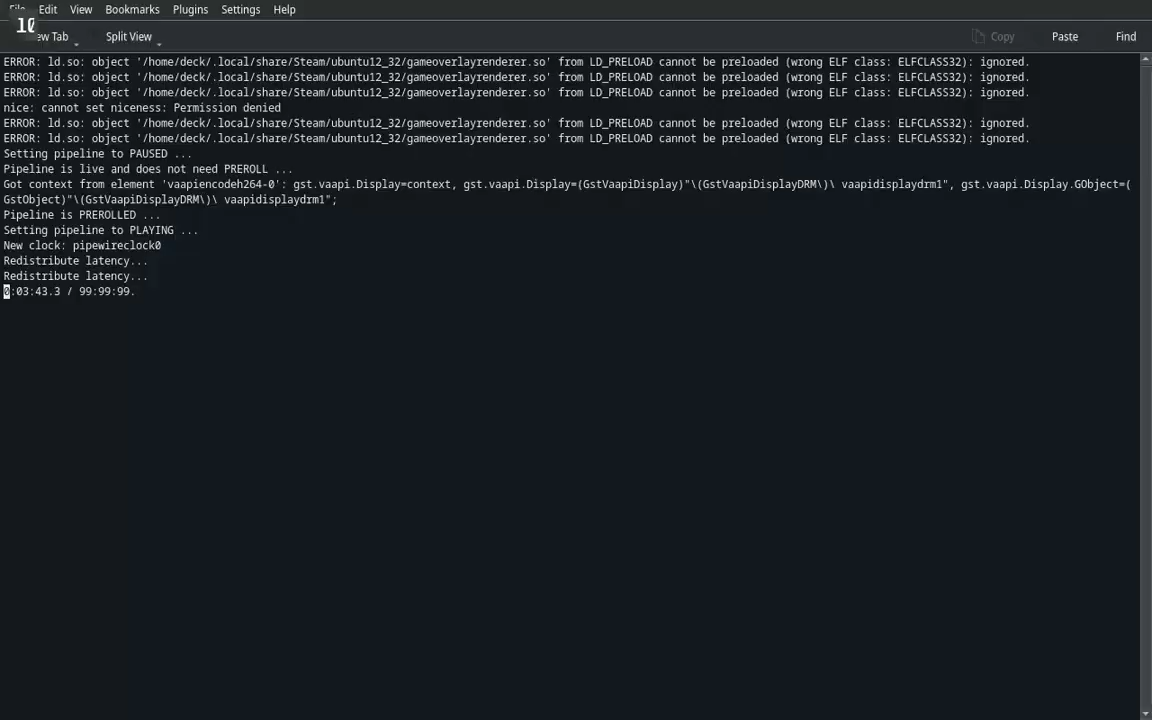 File Edit View Bookmarks Plugins Settings Help
10
ew Tab Split View Copy Paste Find
ERROR: ld.so: object '/home/deck/.local/share/Steam/ubuntu12_32/gameoverlayrenderer.so' from LD_PRELOAD cannot be preloaded (wrong ELF class: ELFCLASS32): ignored.
ERROR: ld.so: object '/home/deck/.local/share/Steam/ubuntu12_32/gameoverlayrenderer.so' from LD_PRELOAD cannot be preloaded (wrong ELF class: ELFCLASS32): ignored.
ERROR: ld.so: object '/home/deck/.local/share/Steam/ubuntu12_32/gameoverlayrenderer.so' from LD_PRELOAD cannot be preloaded (wrong ELF class: ELFCLASS32): ignored.
nice: cannot set niceness: Permission denied
ERROR: ld.so: object '/home/deck/.local/share/Steam/ubuntu12_32/gameoverlayrenderer.so' from LD_PRELOAD cannot be preloaded (wrong ELF class: ELFCLASS32): ignored.
ERROR: ld.so: object '/home/deck/.local/share/Steam/ubuntu12_32/gameoverlayrenderer.so' from LD_PRELOAD cannot be preloaded (wrong ELF class: ELFCLASS32): ignored.
Setting pipeline to PAUSED ...
Pipeline is live and does not need PREROLL ...
Got context from element 'vaapiencodeh264-0': gst.vaapi.Display=context, gst.vaapi.Display=(GstVaapiDisplay)"\(GstVaapiDisplayDRM\)\ vaapidisplaydrm1", gst.vaapi.Display.GObject=(
GstObject)"\(GstVaapiDisplayDRM\)\ vaapidisplaydrm1";
Pipeline is PREROLLED ...
Setting pipeline to PLAYING ...
New clock: pipewireclock0
Redistribute latency...
Redistribute latency...
0:03:43.3 / 99:99:99.